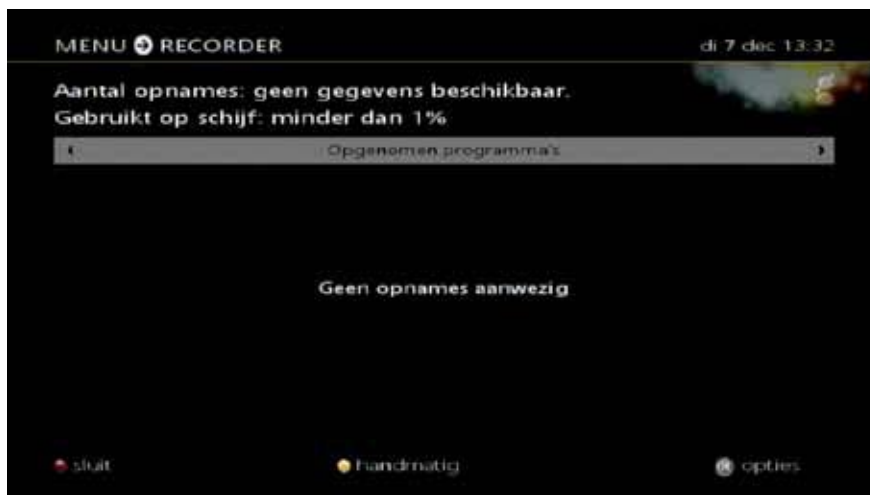 MENU RECORDER di 7 dec 13:32
Aantal opnames: geen gegevens beschikbaar.
Gebruikt op schijf: minder dan 1%
Opgenomen programma's
Geen opnames aanwezig
sluit handmatig OK opties